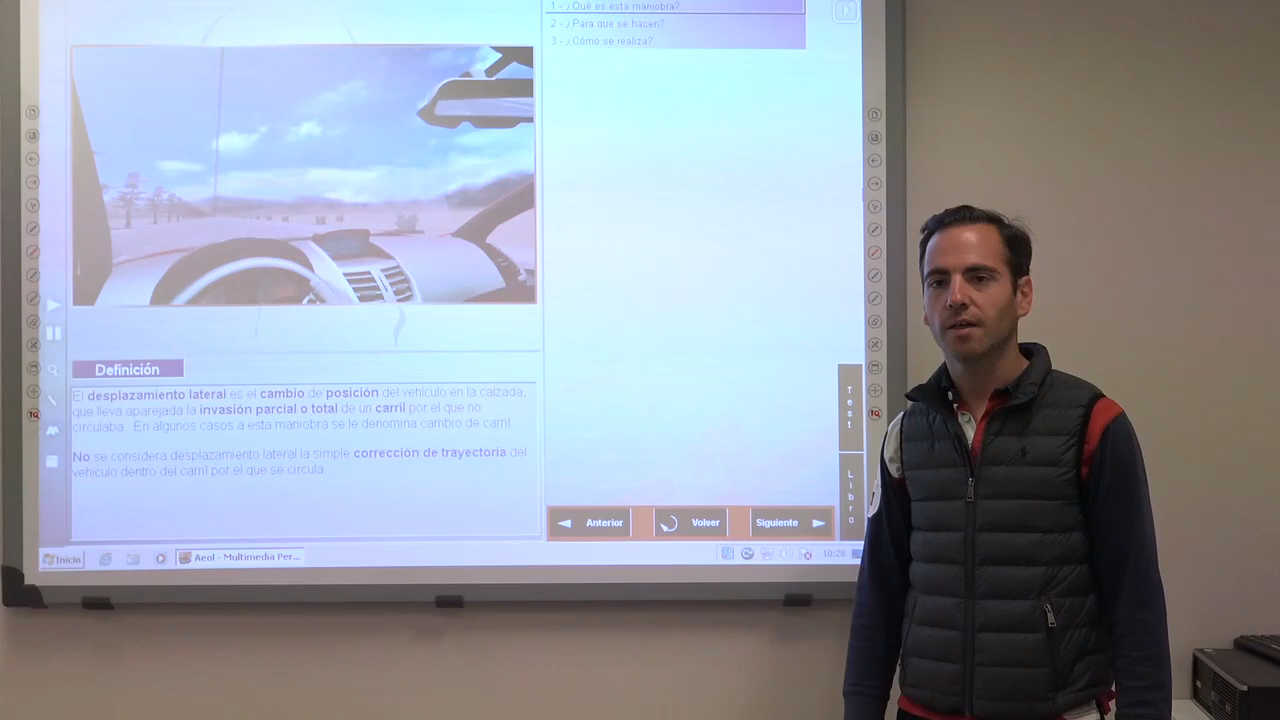 1 - ¿Qué es esta maniobra?
2 - ¿Para que se hacen?
3 - ¿Cómo se realiza?
Definición
El desplazamiento lateral es el cambio de posición del vehículo en la calzada,
que lleva aparejada la invasión parcial o total de un carril por el que no
circulaba. En algunos casos a esta maniobra se le denomina cambio de carril.
No se considera desplazamiento lateral la simple corrección de trayectoria del
vehículo dentro del carril por el que se circula
Test
Libro
Anterior
Volver
Siguiente
Inicio
Aeol - Multimedia Per...
10:26